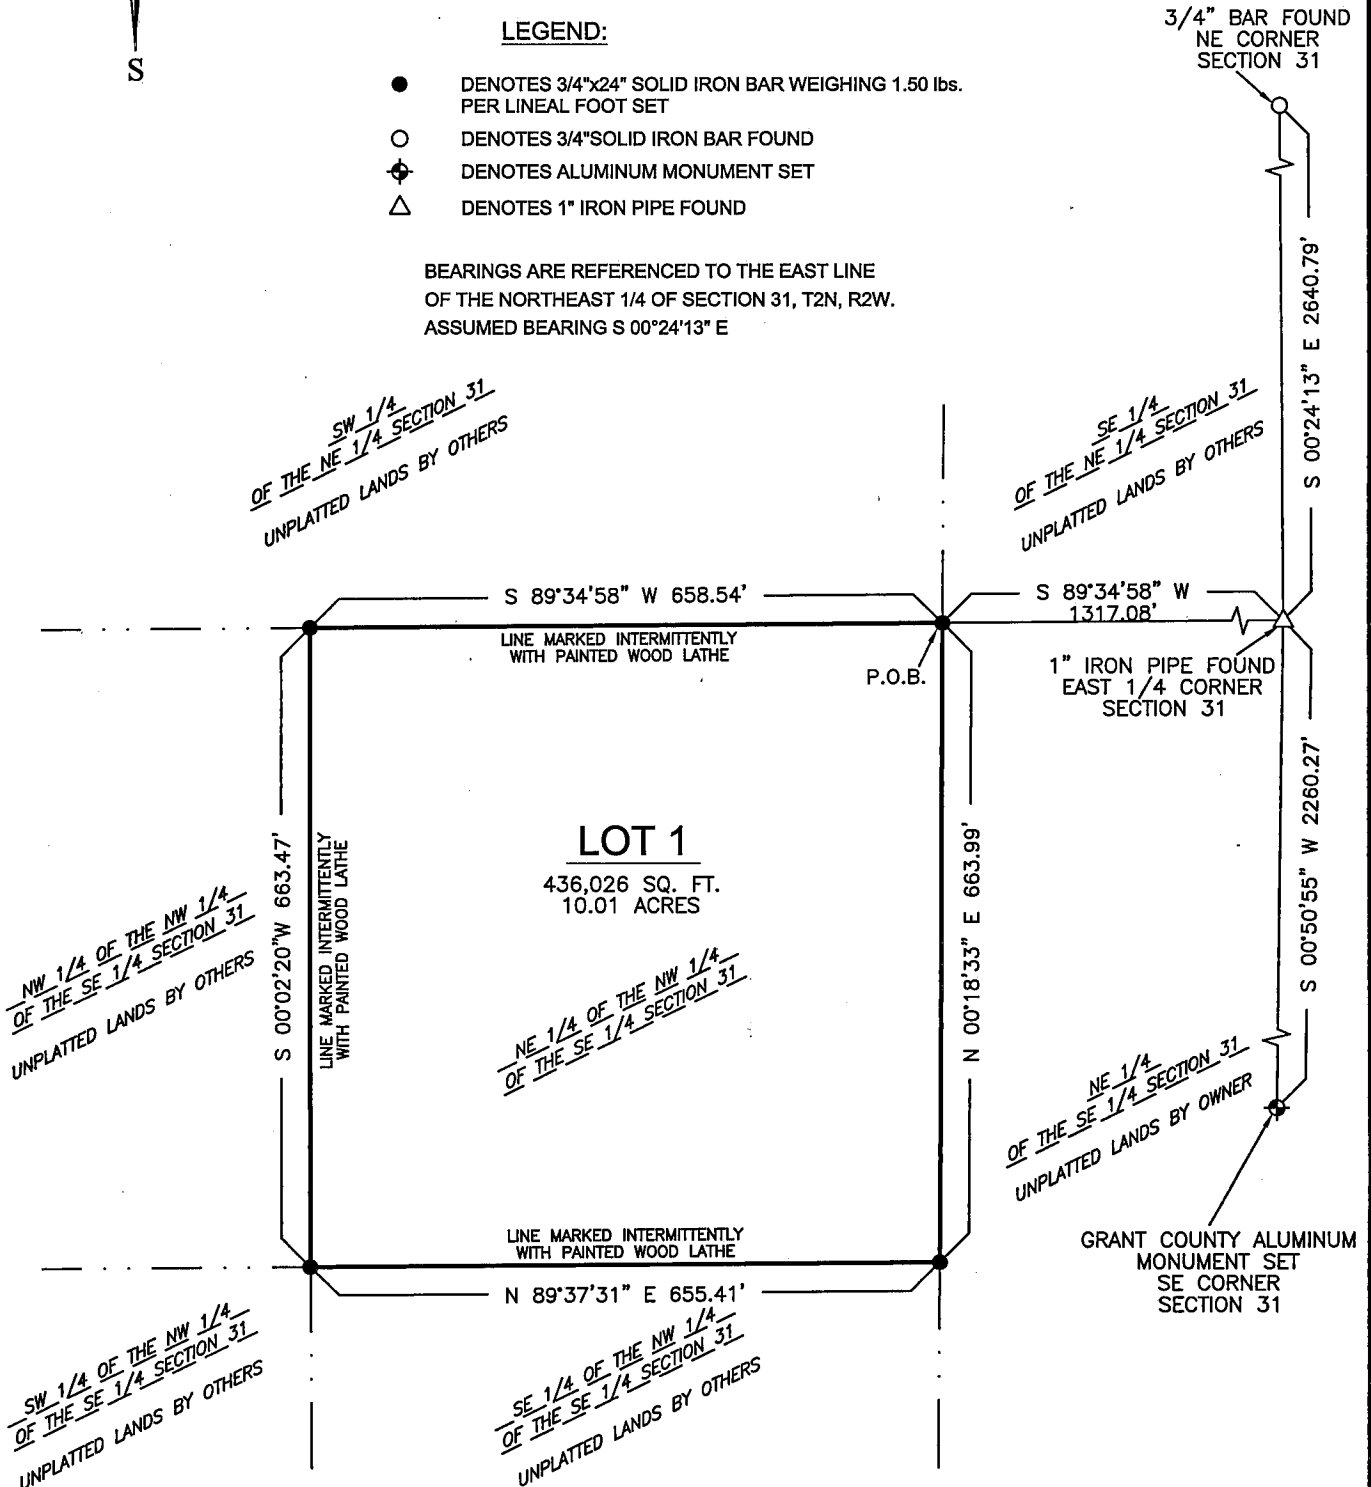 S
LEGEND:
DENOTES 3/4"x24" SOLID IRON BAR WEIGHING 1.50 lbs.
PER LINEAL FOOT SET
DENOTES 3/4"SOLID IRON BAR FOUND
DENOTES ALUMINUM MONUMENT SET
DENOTES 1" IRON PIPE FOUND
BEARINGS ARE REFERENCED TO THE EAST LINE
OF THE NORTHEAST 1/4 OF SECTION 31, T2N, R2W.
ASSUMED BEARING S 00°24'13" E
3/4" BAR FOUND
NE CORNER
SECTION 31
S 00°24'13" E 2640.79'
SW 1/4
OF THE NE 1/4 SECTION 31
UNPLATTED LANDS BY OTHERS
SE 1/4
OF THE NE 1/4 SECTION 31
UNPLATTED LANDS BY OTHERS
S 89°34'58" W 658.54'
LINE MARKED INTERMITTENTLY
WITH PAINTED WOOD LATHE
S 89°34'58" W
1317.08'
P.O.B.
1" IRON PIPE FOUND
EAST 1/4 CORNER
SECTION 31
S 00°50'55" W 2260.27'
LOT 1
436,026 SQ. FT.
10.01 ACRES
S 00°02'20"W 663.47'
LINE MARKED INTERMITTENTLY
WITH PAINTED WOOD LATHE
N 00°18'33" E 663.99'
NW 1/4 OF THE NW 1/4
OF THE SE 1/4 SECTION 31
UNPLATTED LANDS BY OTHERS
NE 1/4 OF THE NW 1/4
OF THE SE 1/4 SECTION 31
NE 1/4
OF THE SE 1/4 SECTION 31
UNPLATTED LANDS BY OWNER
LINE MARKED INTERMITTENTLY
WITH PAINTED WOOD LATHE
N 89°37'31" E 655.41'
GRANT COUNTY ALUMINUM
MONUMENT SET
SE CORNER
SECTION 31
SW 1/4 OF THE NW 1/4
OF THE SE 1/4 SECTION 31
UNPLATTED LANDS BY OTHERS
SE 1/4 OF THE NW 1/4
OF THE SE 1/4 SECTION 31
UNPLATTED LANDS BY OTHERS